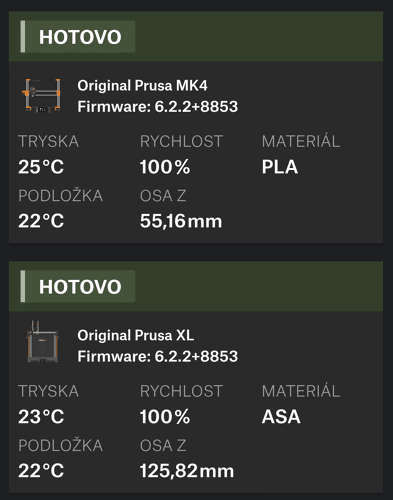 HOTOVO
Original Prusa MK4
Firmware: 6.2.2+8853
TRYSKA RYCHLOST MATERIÁL
25°C 100% PLA
PODLOŽKA OSA Z
22°C 55,16mm
HOTOVO
Original Prusa XL
Firmware: 6.2.2+8853
TRYSKA RYCHLOST MATERIÁL
23°C 100% ASA
PODLOŽKA OSA Z
22°C 125,82mm